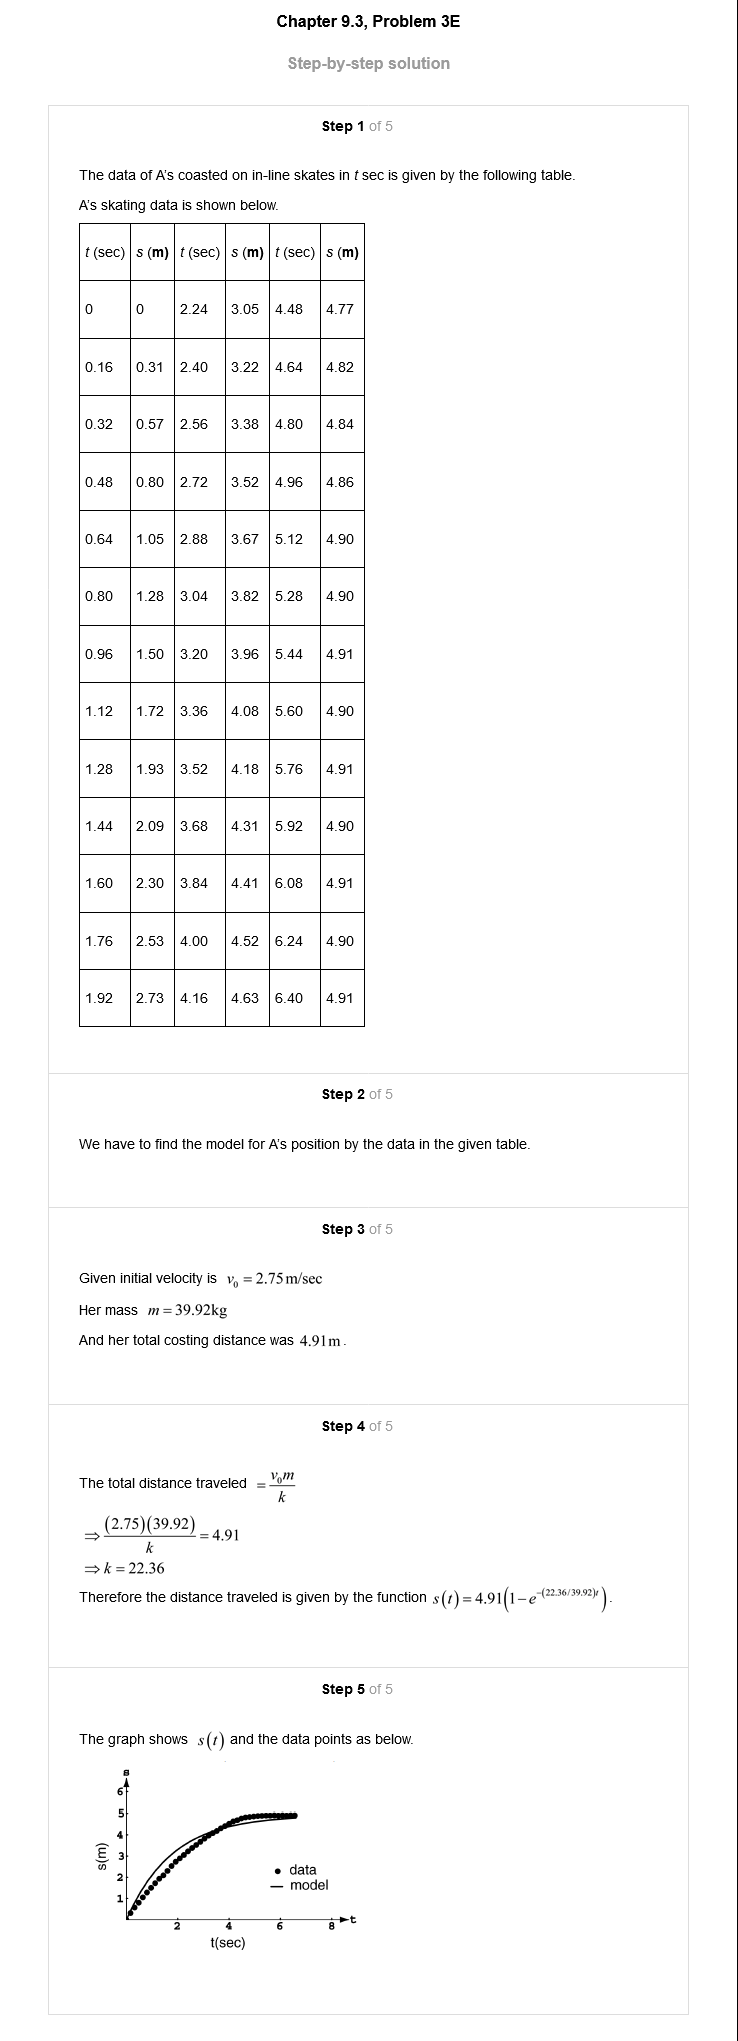 Chapter 9.3, Problem 3E
Step-by-step solution
Step 1 of 5
The data of A's coasted on in-line skates in t sec is given by the following table.
A's skating data is shown below.
t (sec) s (m) t (sec) s (m) t (sec) s (m)
0 0 2.24 3.05 4.48 4.77
0.16 0.31 2.40 3.22 4.64 4.82
0.32 0.57 2.56 3.38 4.80 4.84
0.48 0.80 2.72 3.52 4.96 4.86
0.64 1.05 2.88 3.67 5.12 4.90
0.80 1.28 3.04 3.82 5.28 4.90
0.96 1.50 3.20 3.96 5.44 4.91
1.12 1.72 3.36 4.08 5.60 4.90
1.28 1.93 3.52 4.18 5.76 4.91
1.44 2.09 3.68 4.31 5.92 4.90
1.60 2.30 3.84 4.41 6.08 4.91
1.76 2.53 4.00 4.52 6.24 4.90
1.92 2.73 4.16 4.63 6.40 4.91
Step 2 of 5
We have to find the model for A's position by the data in the given table.
Step 3 of 5
Given initial velocity is v₀ = 2.75 m/sec
Her mass m = 39.92kg
And her total costing distance was 4.91m.
Step 4 of 5
The total distance traveled = v₀m/k
⇒ (2.75)(39.92)/k = 4.91
⇒ k = 22.36
Therefore the distance traveled is given by the function s(t) = 4.91(1−e^−(22.36/39.92)t).
Step 5 of 5
The graph shows s(t) and the data points as below.
s
6
5
4
3
2
1
s(m)
data
model
2 4 6 8 t
t(sec)